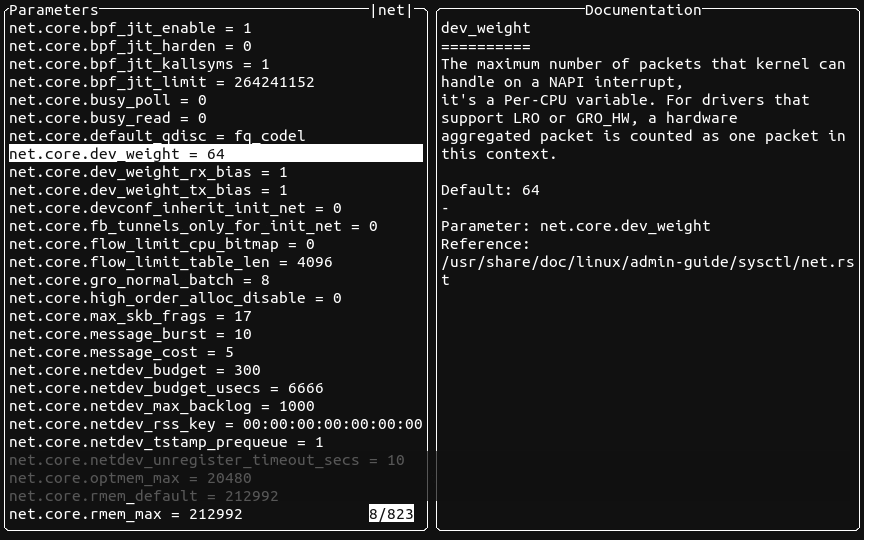 Parameters |net|
net.core.bpf_jit_enable = 1
net.core.bpf_jit_harden = 0
net.core.bpf_jit_kallsyms = 1
net.core.bpf_jit_limit = 264241152
net.core.busy_poll = 0
net.core.busy_read = 0
net.core.default_qdisc = fq_codel
net.core.dev_weight = 64
net.core.dev_weight_rx_bias = 1
net.core.dev_weight_tx_bias = 1
net.core.devconf_inherit_init_net = 0
net.core.fb_tunnels_only_for_init_net = 0
net.core.flow_limit_cpu_bitmap = 0
net.core.flow_limit_table_len = 4096
net.core.gro_normal_batch = 8
net.core.high_order_alloc_disable = 0
net.core.max_skb_frags = 17
net.core.message_burst = 10
net.core.message_cost = 5
net.core.netdev_budget = 300
net.core.netdev_budget_usecs = 6666
net.core.netdev_max_backlog = 1000
net.core.netdev_rss_key = 00:00:00:00:00:00:00
net.core.netdev_tstamp_prequeue = 1
net.core.netdev_unregister_timeout_secs = 10
net.core.optmem_max = 20480
net.core.rmem_default = 212992
net.core.rmem_max = 212992 8/823
Documentation
dev_weight
==========
The maximum number of packets that kernel can
handle on a NAPI interrupt,
it's a Per-CPU variable. For drivers that
support LRO or GRO_HW, a hardware
aggregated packet is counted as one packet in
this context.
Default: 64
-
Parameter: net.core.dev_weight
Reference:
/usr/share/doc/linux/admin-guide/sysctl/net.rs
t